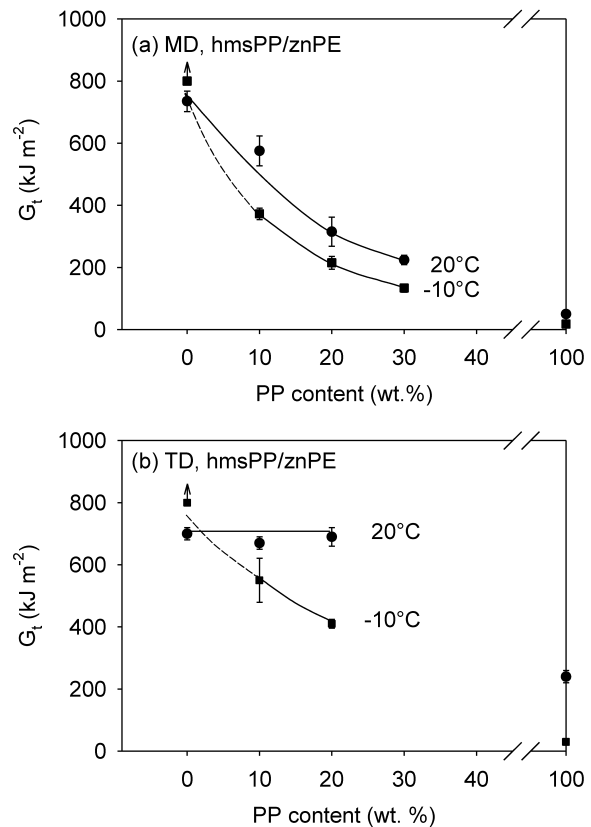 1000
(a) MD, hmsPP/znPE
800
600
400
200
0
Gt (kJ m-2)
20°C
-10°C
0 10 20 30 40 100
PP content (wt.%)
1000
(b) TD, hmsPP/znPE
800
600
400
200
0
Gt (kJ m-2)
20°C
-10°C
0 10 20 30 40 100
PP content (wt. %)